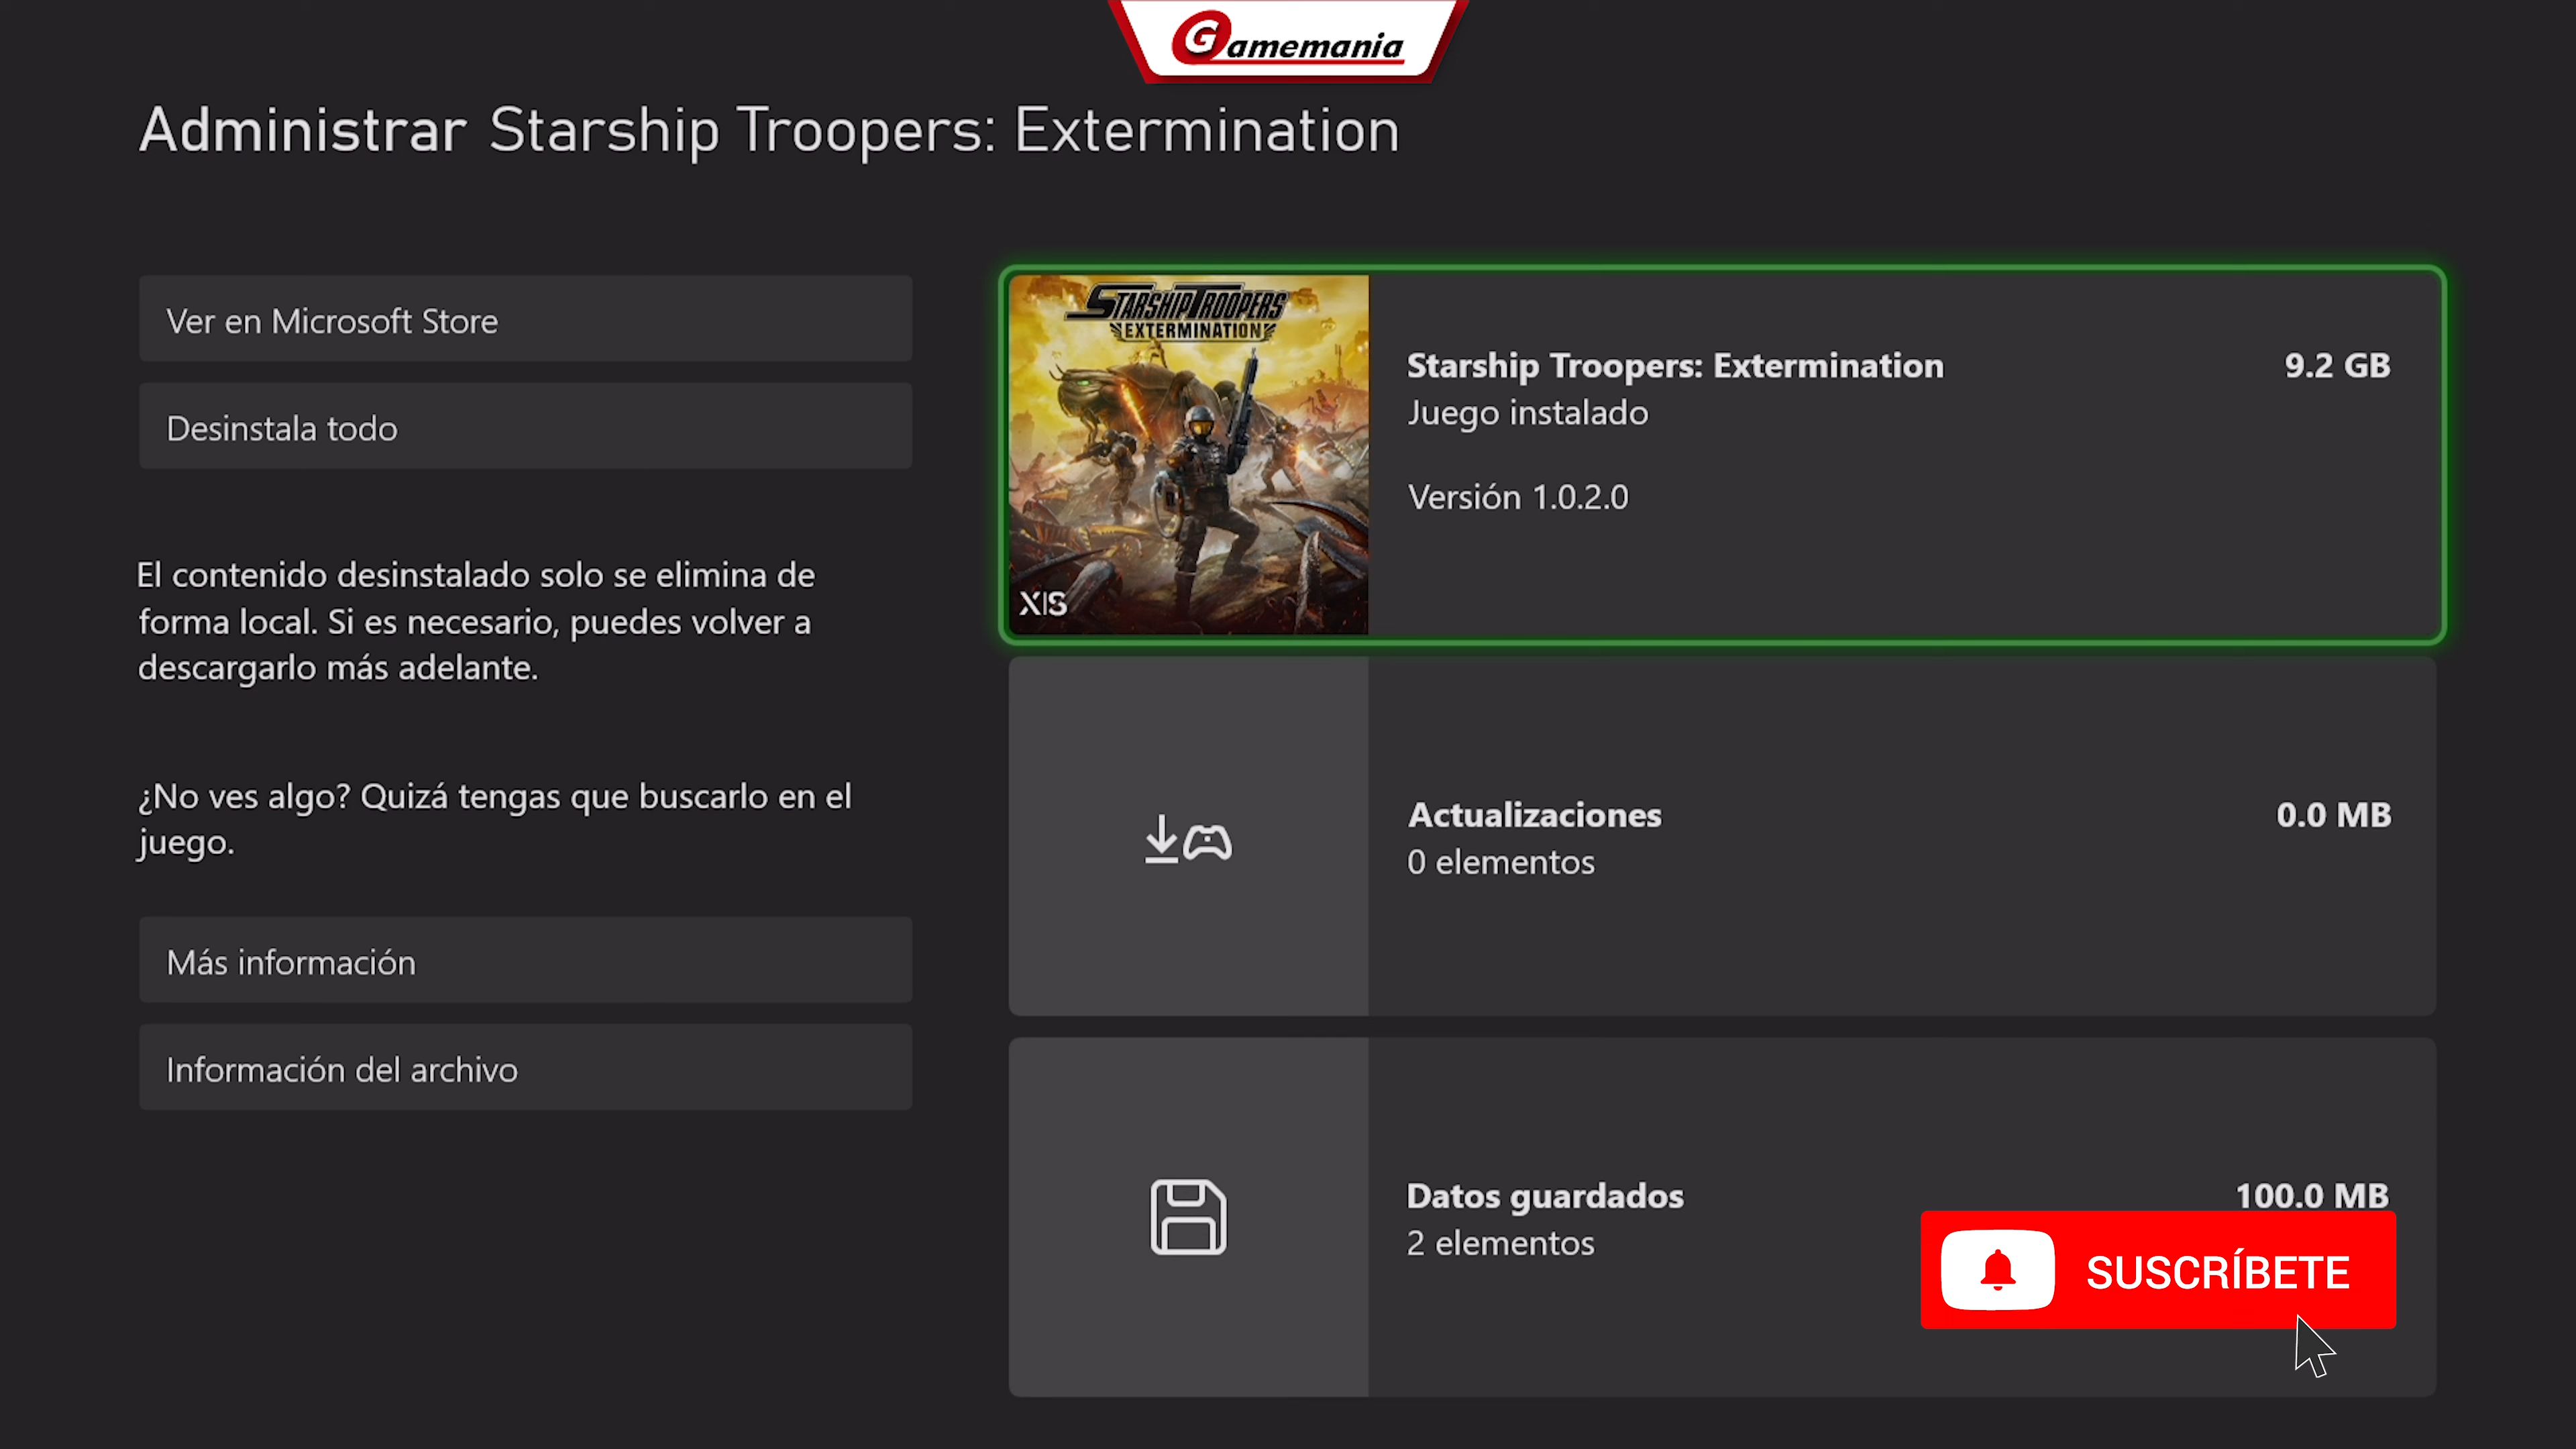 Gamemania
Administrar Starship Troopers: Extermination
Ver en Microsoft Store
Desinstala todo
El contenido desinstalado solo se elimina de
forma local. Si es necesario, puedes volver a
descargarlo más adelante.
¿No ves algo? Quizá tengas que buscarlo en el
juego.
Más información
Información del archivo
STARSHIP TROOPERS
EXTERMINATION
X|S
Starship Troopers: Extermination 9.2 GB
Juego instalado
Versión 1.0.2.0
Actualizaciones 0.0 MB
0 elementos
Datos guardados 100.0 MB
2 elementos
SUSCRÍBETE